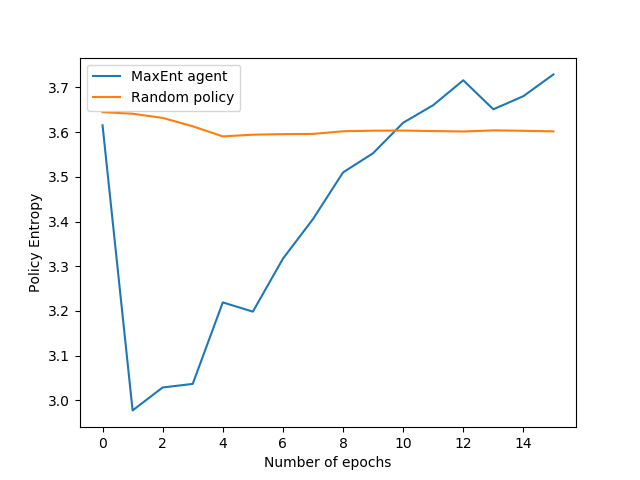 MaxEnt agent
Random policy
3.7
3.6
3.5
3.4
3.3
3.2
3.1
3.0
Policy Entropy
0 2 4 6 8 10 12 14
Number of epochs